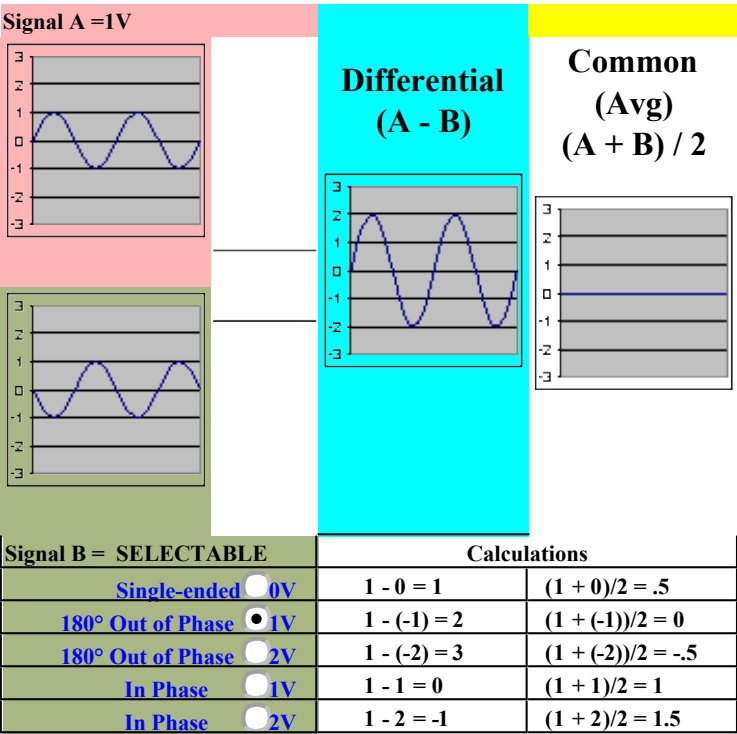 Signal A =1V
3
2
1
0
-1
-2
-3
3
2
1
0
-1
-2
-3
Differential
(A - B)
3
2
1
0
-1
-2
-3
Common
(Avg)
(A + B) / 2
3
2
1
0
-1
-2
-3
Signal B = SELECTABLE Calculations
Single-ended 0V 1 - 0 = 1 (1 + 0)/2 = .5
180° Out of Phase 1V 1 - (-1) = 2 (1 + (-1))/2 = 0
180° Out of Phase 2V 1 - (-2) = 3 (1 + (-2))/2 = -.5
In Phase 1V 1 - 1 = 0 (1 + 1)/2 = 1
In Phase 2V 1 - 2 = -1 (1 + 2)/2 = 1.5